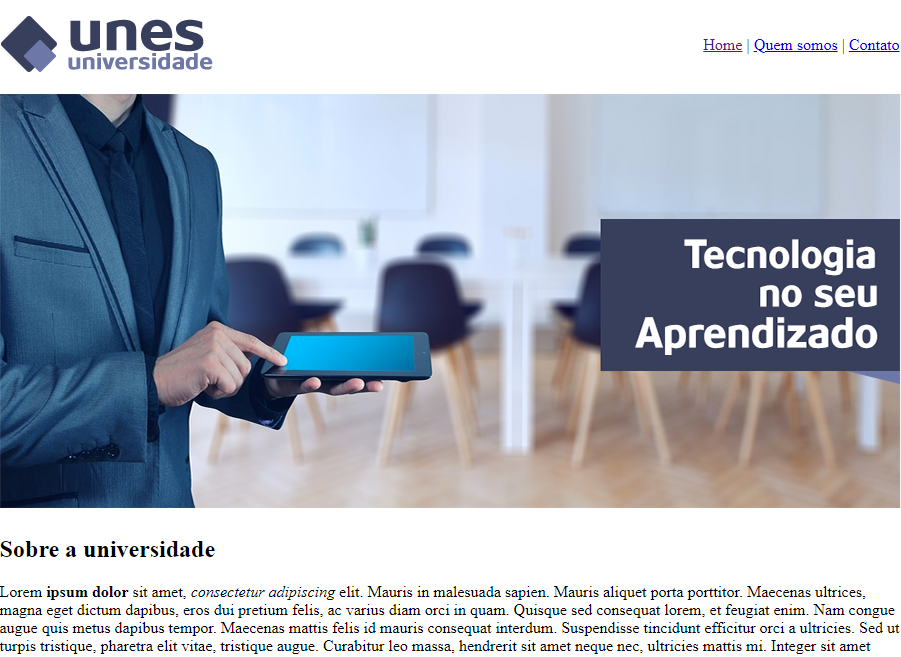 unes
universidade
Home | Quem somos | Contato
Tecnologia
no seu
Aprendizado
Sobre a universidade
Lorem ipsum dolor sit amet, consectetur adipiscing elit. Mauris in malesuada sapien. Mauris aliquet porta porttitor. Maecenas ultrices,
magna eget dictum dapibus, eros dui pretium felis, ac varius diam orci in quam. Quisque sed consequat lorem, et feugiat enim. Nam congue
augue quis metus dapibus tempor. Maecenas mattis felis id mauris consequat interdum. Suspendisse tincidunt efficitur orci a ultricies. Sed ut
turpis tristique, pharetra elit vitae, tristique augue. Curabitur leo massa, hendrerit sit amet neque nec, ultricies mattis mi. Integer sit amet